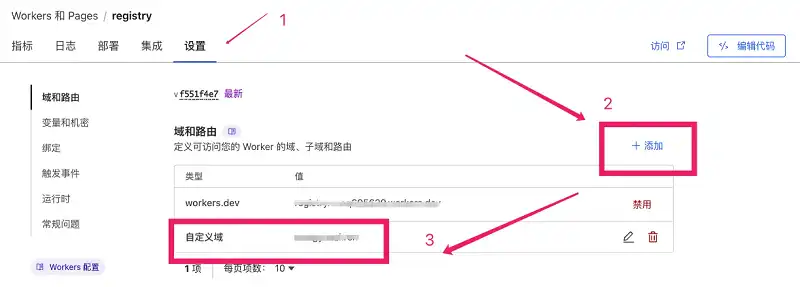 Workers 和 Pages / registry
1
指标 日志 部署 集成 设置
访问 编辑代码
域和路由
变量和机密
绑定
触发事件
运行时
常规问题
Workers 配置
v f551f4e7 最新
2
域和路由
定义可访问您的 Worker 的域、子域和路由
添加
类型 值
workers.dev 禁用
自定义域
3
1 项 每页项数: 10